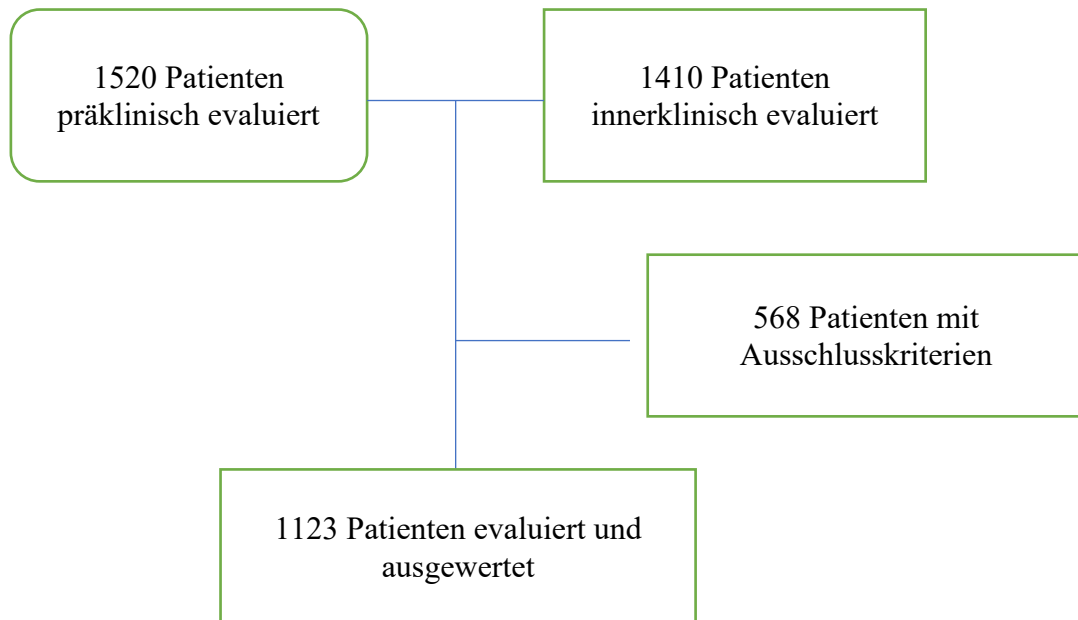 1520 Patienten
präklinisch evaluiert
1410 Patienten
innerklinisch evaluiert
568 Patienten mit
Ausschlusskriterien
1123 Patienten evaluiert und
ausgewertet